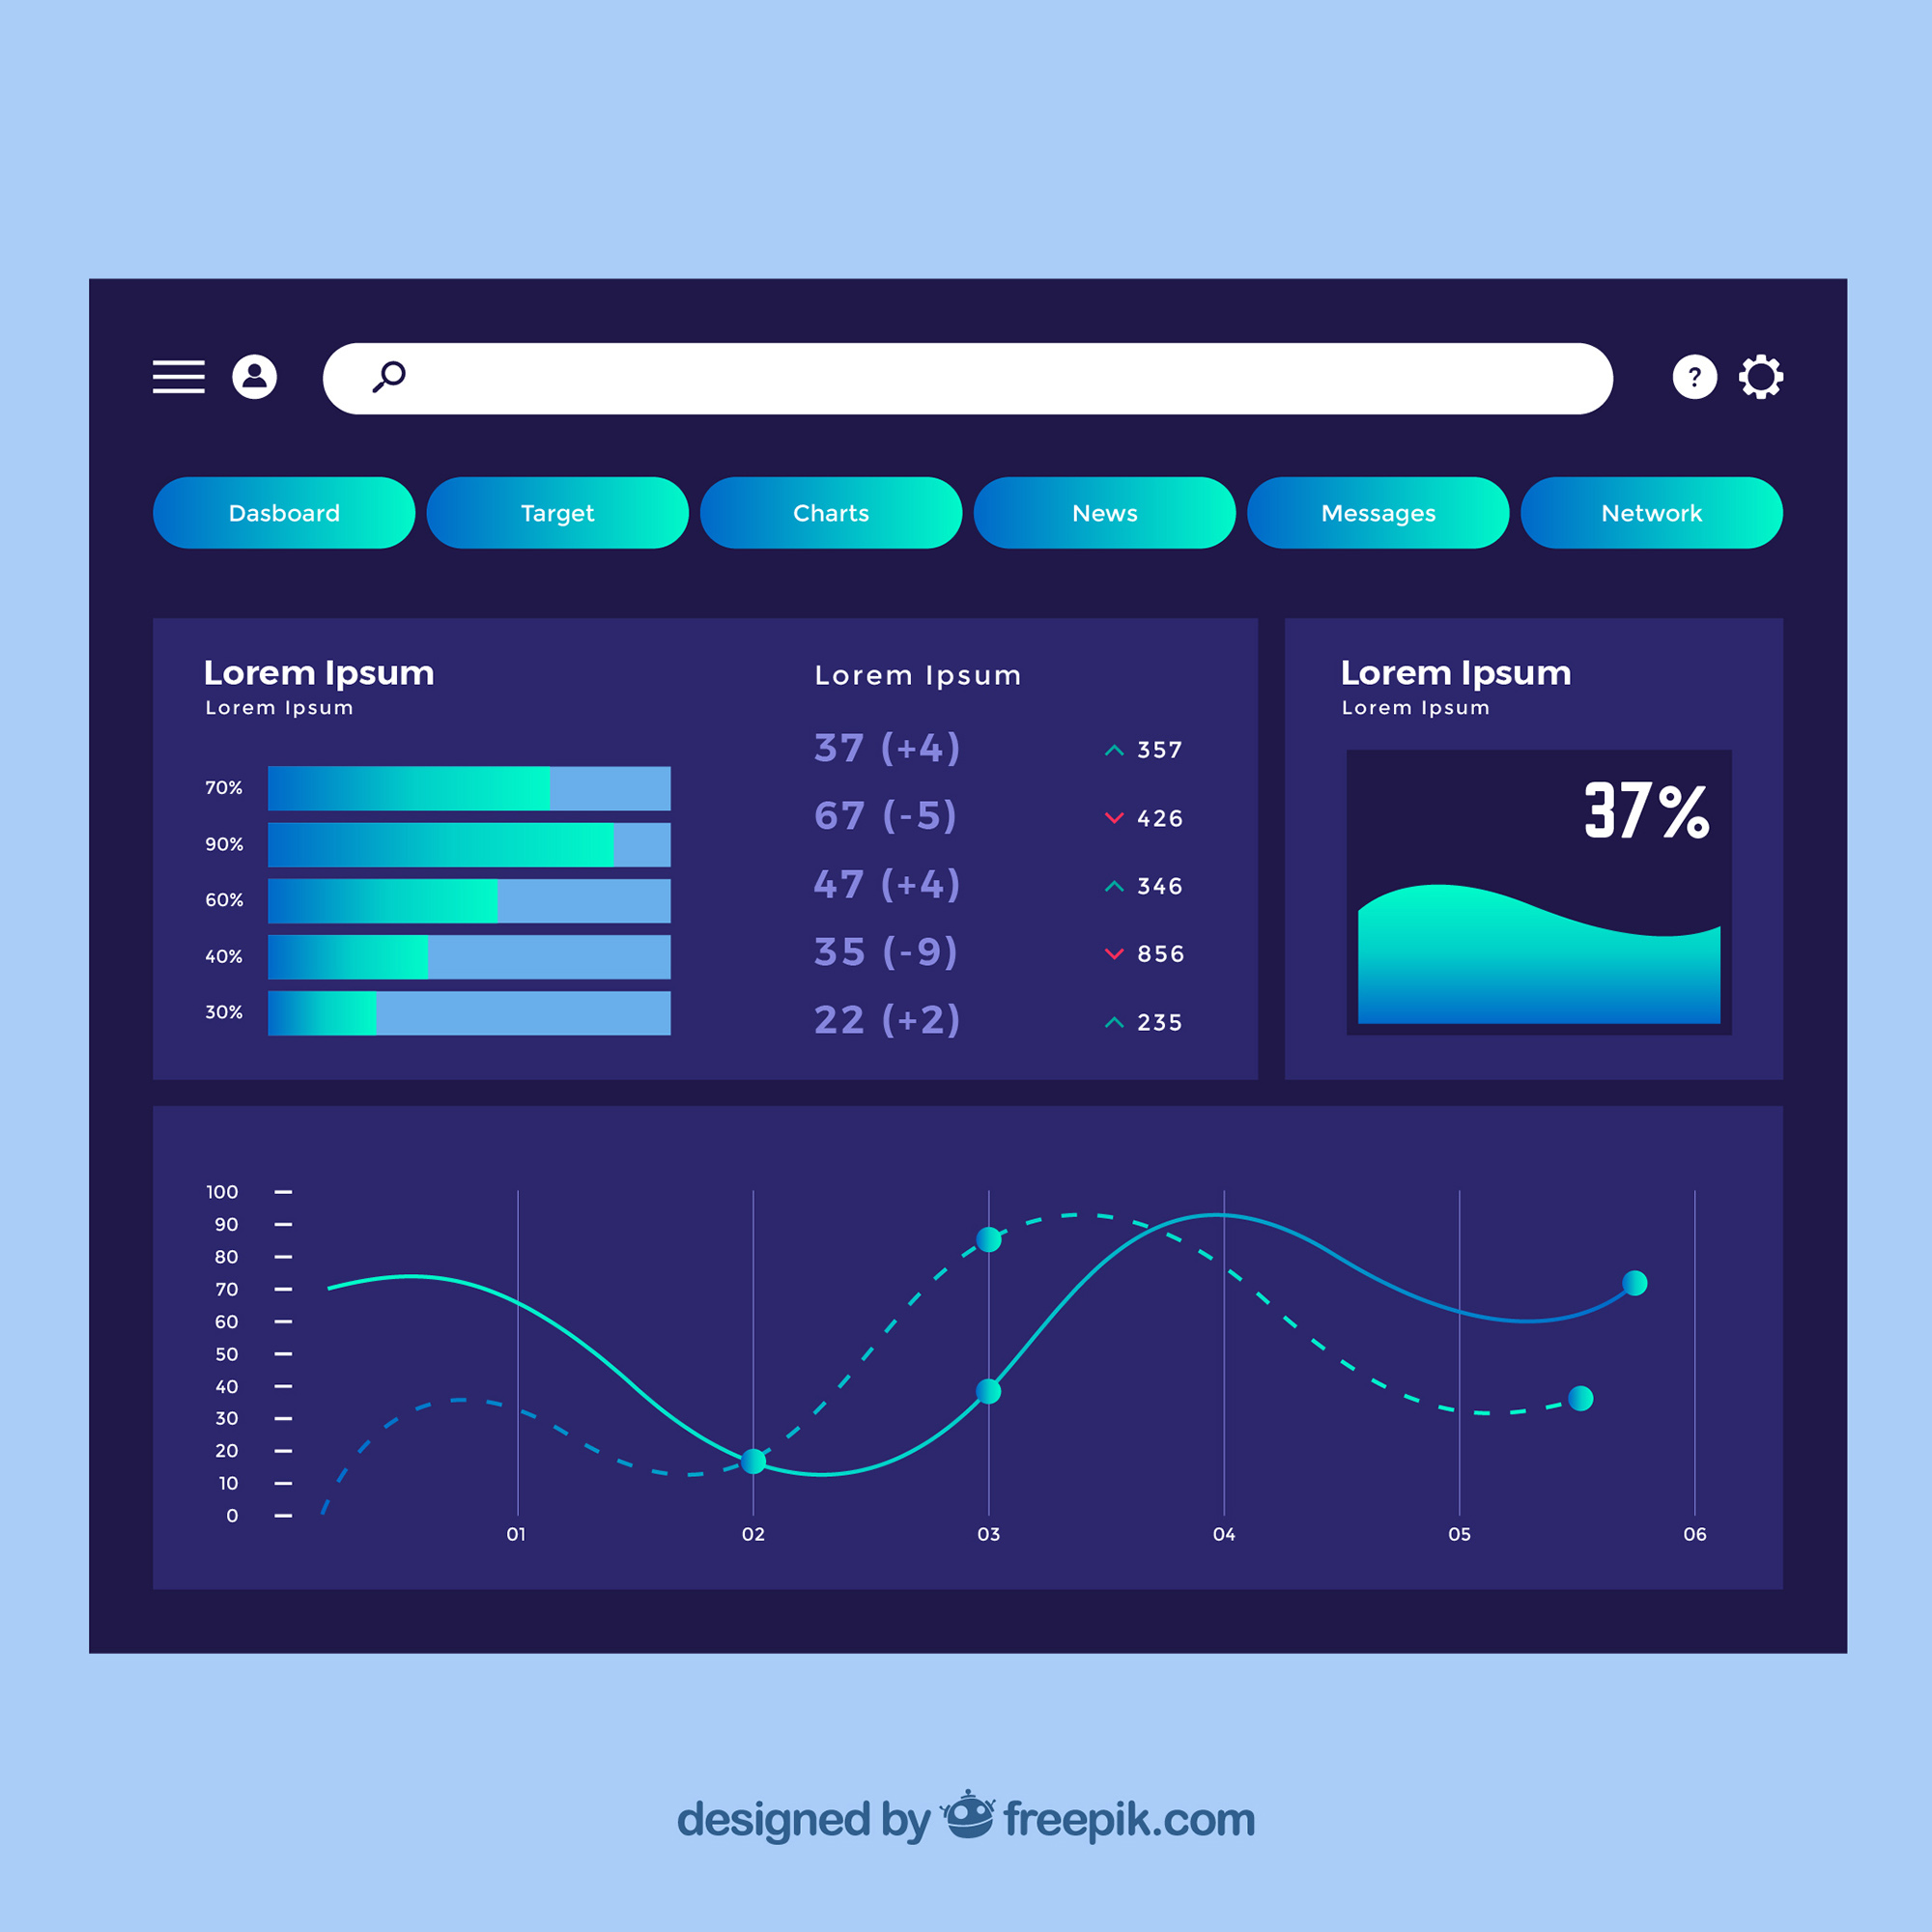 ?
Dasboard
Target
Charts
News
Messages
Network
Lorem Ipsum
Lorem Ipsum
70%
90%
60%
40%
30%
Lorem Ipsum
37 (+4) 357
67 (-5) 426
47 (+4) 346
35 (-9) 856
22 (+2) 235
Lorem Ipsum
Lorem Ipsum
37%
100
90
80
70
60
50
40
30
20
10
0
01 02 03 04 05 06
designed by freepik.com